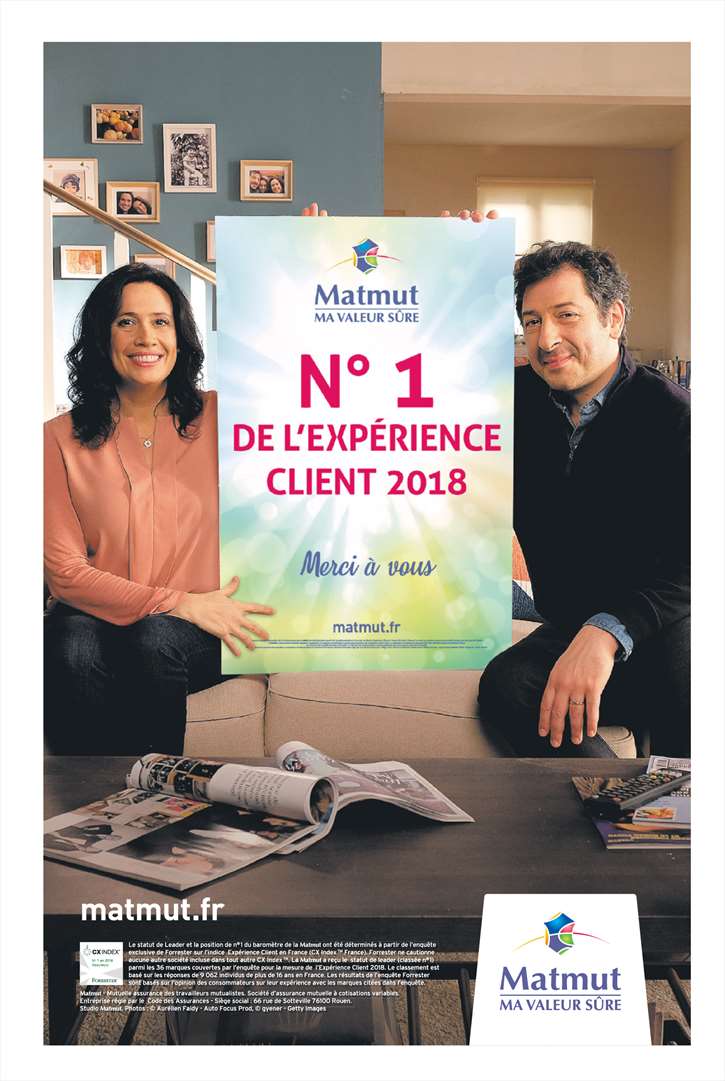 Matmut
MA VALEUR SÛRE
N° 1
DE L'EXPÉRIENCE
CLIENT 2018
Merci à vous
matmut.fr
matmut.fr
CX INDEX™
N° 1 en 2018
Forrester
Le statut de Leader et la position de n°1 du baromètre de la Matmut ont été déterminés à partir de l'enquête
exclusive de Forrester sur l'indice Expérience Client en France (CX Index ™ France). Forrester ne cautionne
aucune autre société incluse dans tout autre CX Index ™. La Matmut a reçu le statut de leader (classée n°1)
parmi les 36 marques couvertes par l'enquête pour la mesure de l'Expérience Client 2018. Le classement est
basé sur les réponses de 9 062 individus de plus de 16 ans en France. Les résultats de l'enquête Forrester
sont basés sur l'opinion des consommateurs sur leur expérience avec les marques citées dans l'enquête.
Matmut - Mutuelle assurance des travailleurs mutualistes. Société d'assurance mutuelle à cotisations variables.
Entreprise régie par le Code des Assurances - Siège social : 66 rue de Sotteville 76100 Rouen.
Studio Matmut. Photos : © Aurélien Faidy - Auto Focus Prod, © gyener - Getty Images
Matmut
MA VALEUR SÛRE